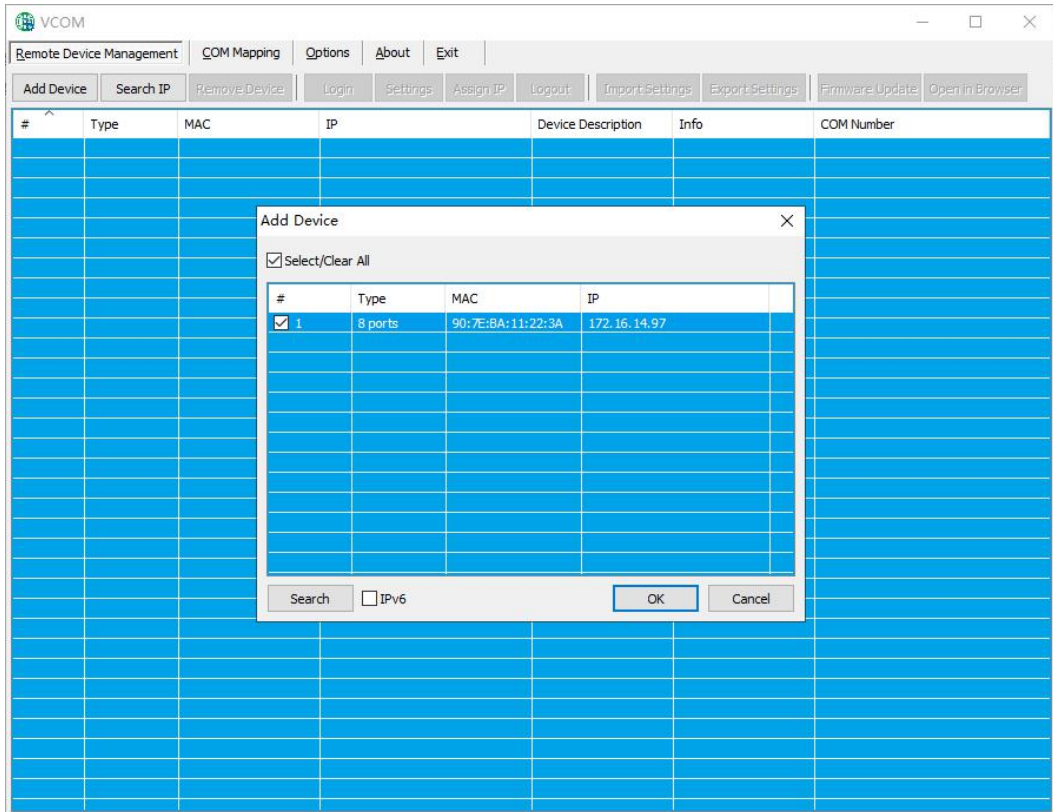 VCOM
Remote Device Management COM Mapping Options About Exit
Add Device Search IP Remove Device Login Settings Assign IP Logout Import Settings Export Settings Firmware Update Open in Browser
# Type MAC IP Device Description Info COM Number
Add Device
Select/Clear All
# Type MAC IP
1 8 ports 90:7E:BA:11:22:3A 172.16.14.97
Search IPv6 OK Cancel